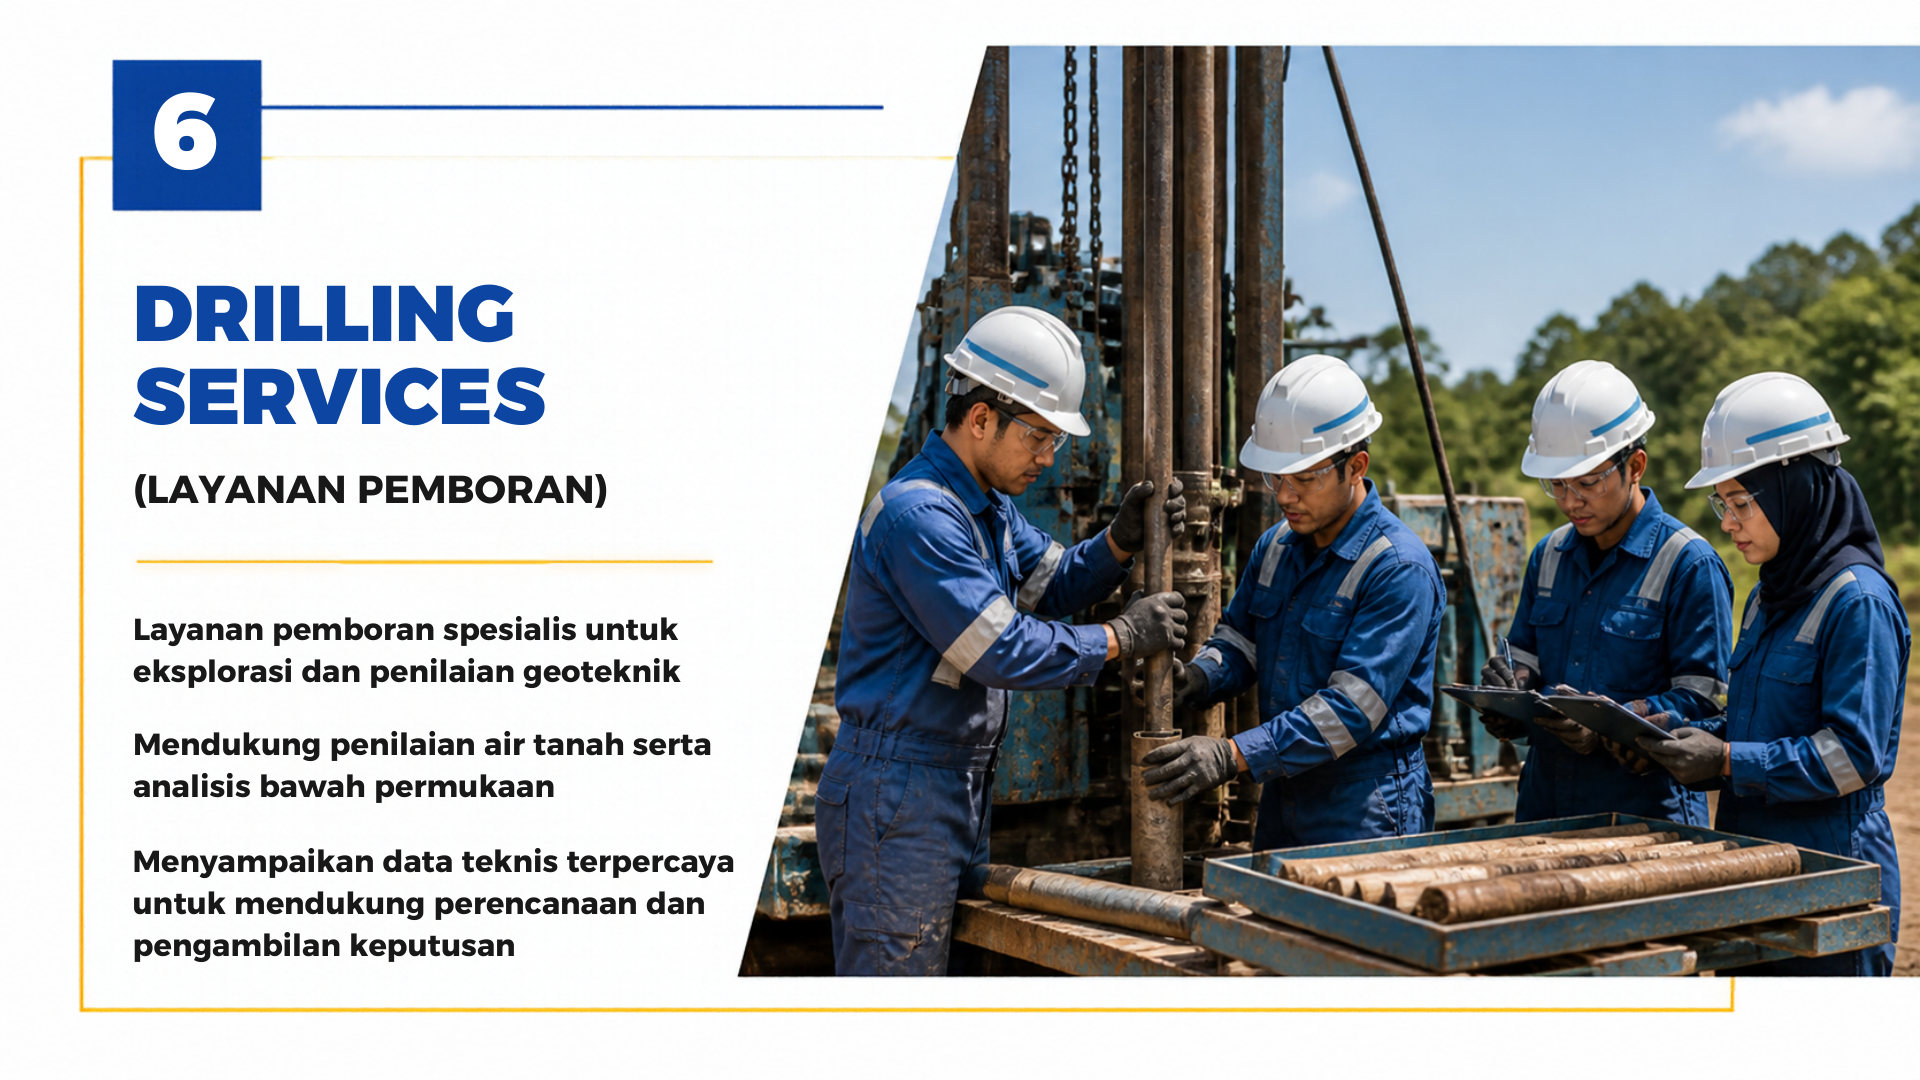 6
DRILLING
SERVICES
(LAYANAN PEMBORAN)
Layanan pemboran spesialis untuk
eksplorasi dan penilaian geoteknik
Mendukung penilaian air tanah serta
analisis bawah permukaan
Menyampaikan data teknis terpercaya
untuk mendukung perencanaan dan
pengambilan keputusan